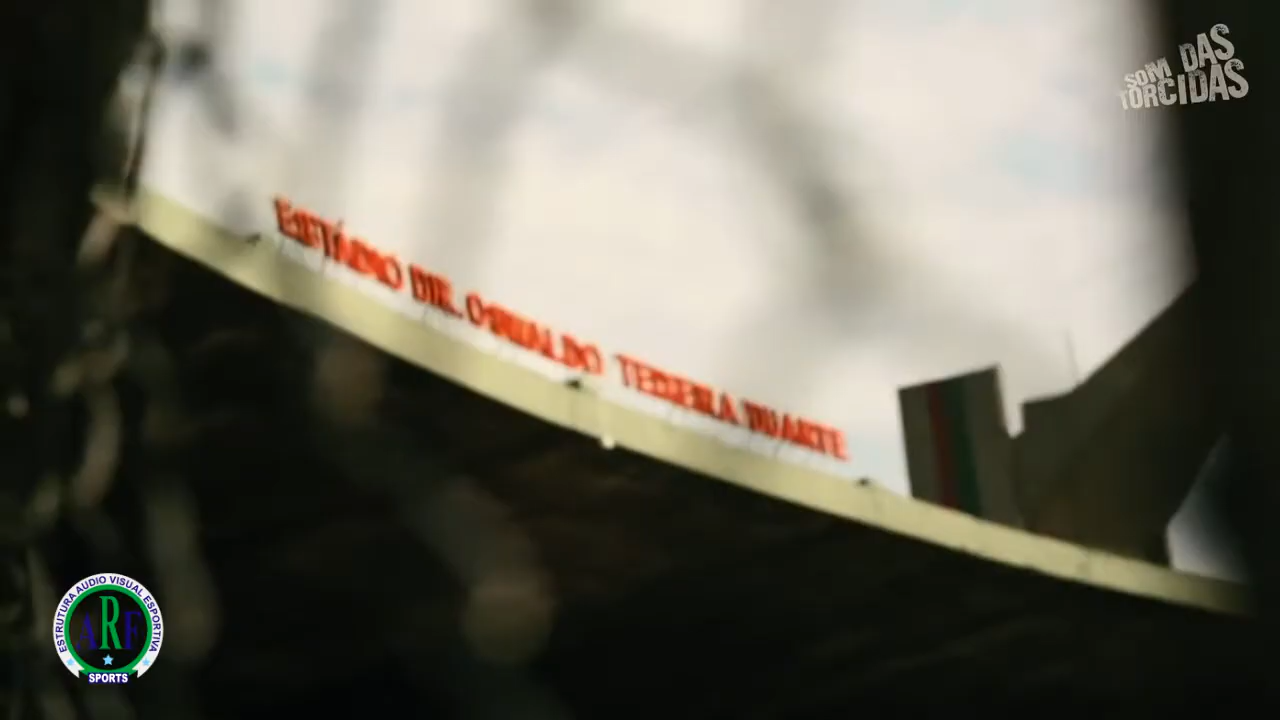 SOM DAS
TORCIDAS
ESTÁDIO DR. OSWALDO TEIXEIRA DUARTE
ESTRUTURA AUDIO VISUAL ESPORTIVA
ARF
SPORTS